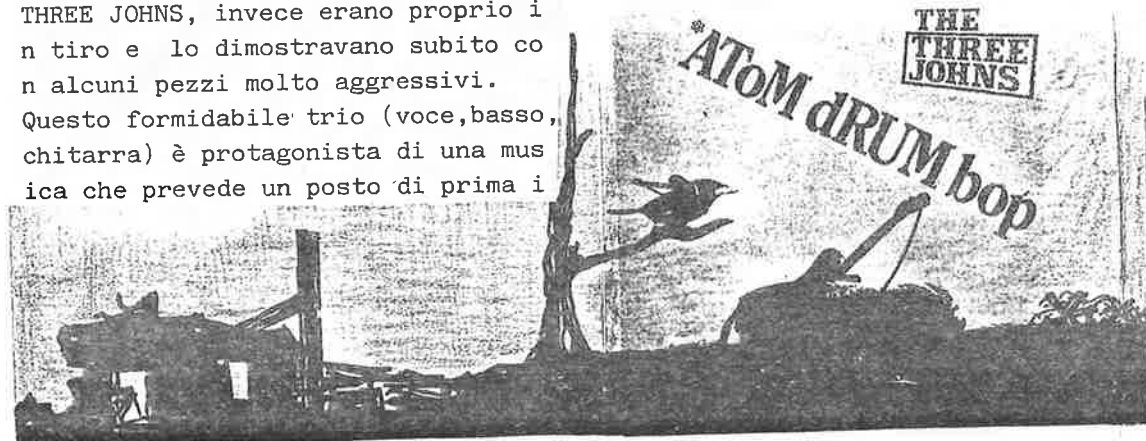 THREE JOHNS, invece erano proprio i
n tiro e lo dimostravano subito co
n alcuni pezzi molto aggressivi.
Questo formidabile trio (voce,basso,
chitarra) è protagonista di una mus
ica che prevede un posto di prima i
THE
THREE
JOHNS
*AToM dRUM bop